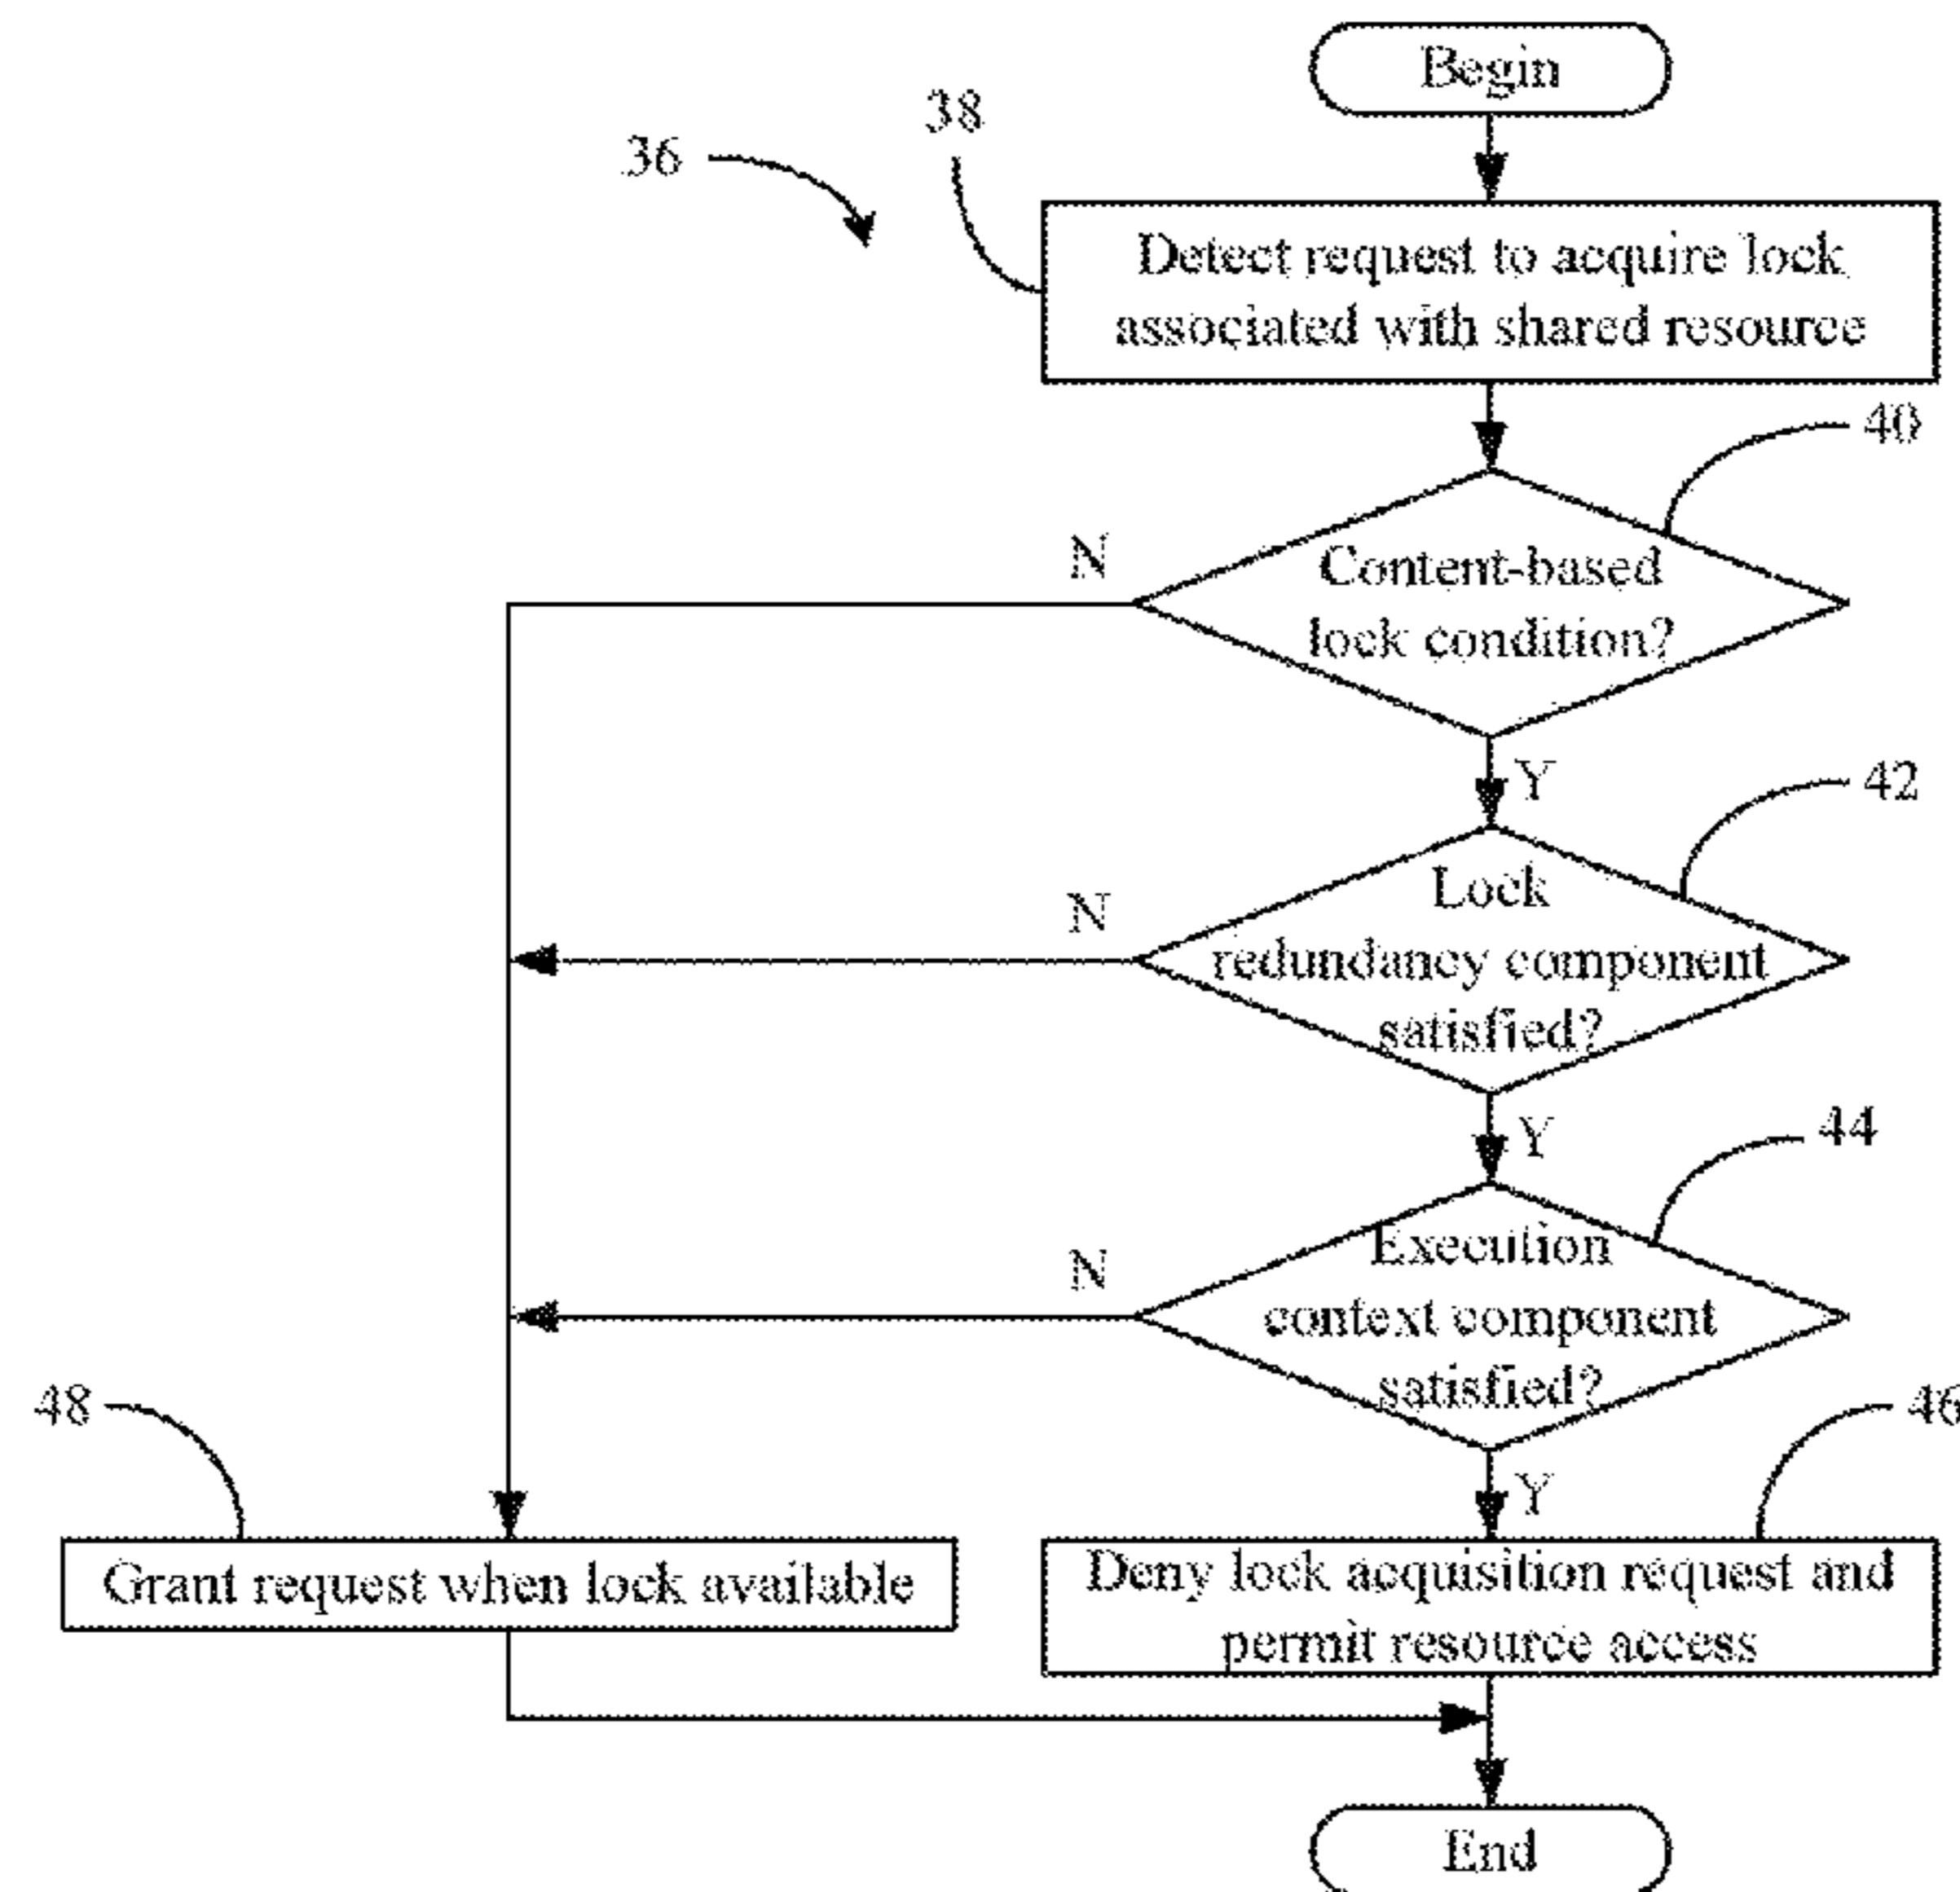 Begin
38
36
Detect request to acquire lock
associated with shared resource
40
N
Content-based
lock condition?
Y
42
N
Lock
redundancy component
satisfied?
Y
44
N
Execution
context component
satisfied?
48
46
Y
Grant request when lock available
Deny lock acquisition request and
permit resource access
End